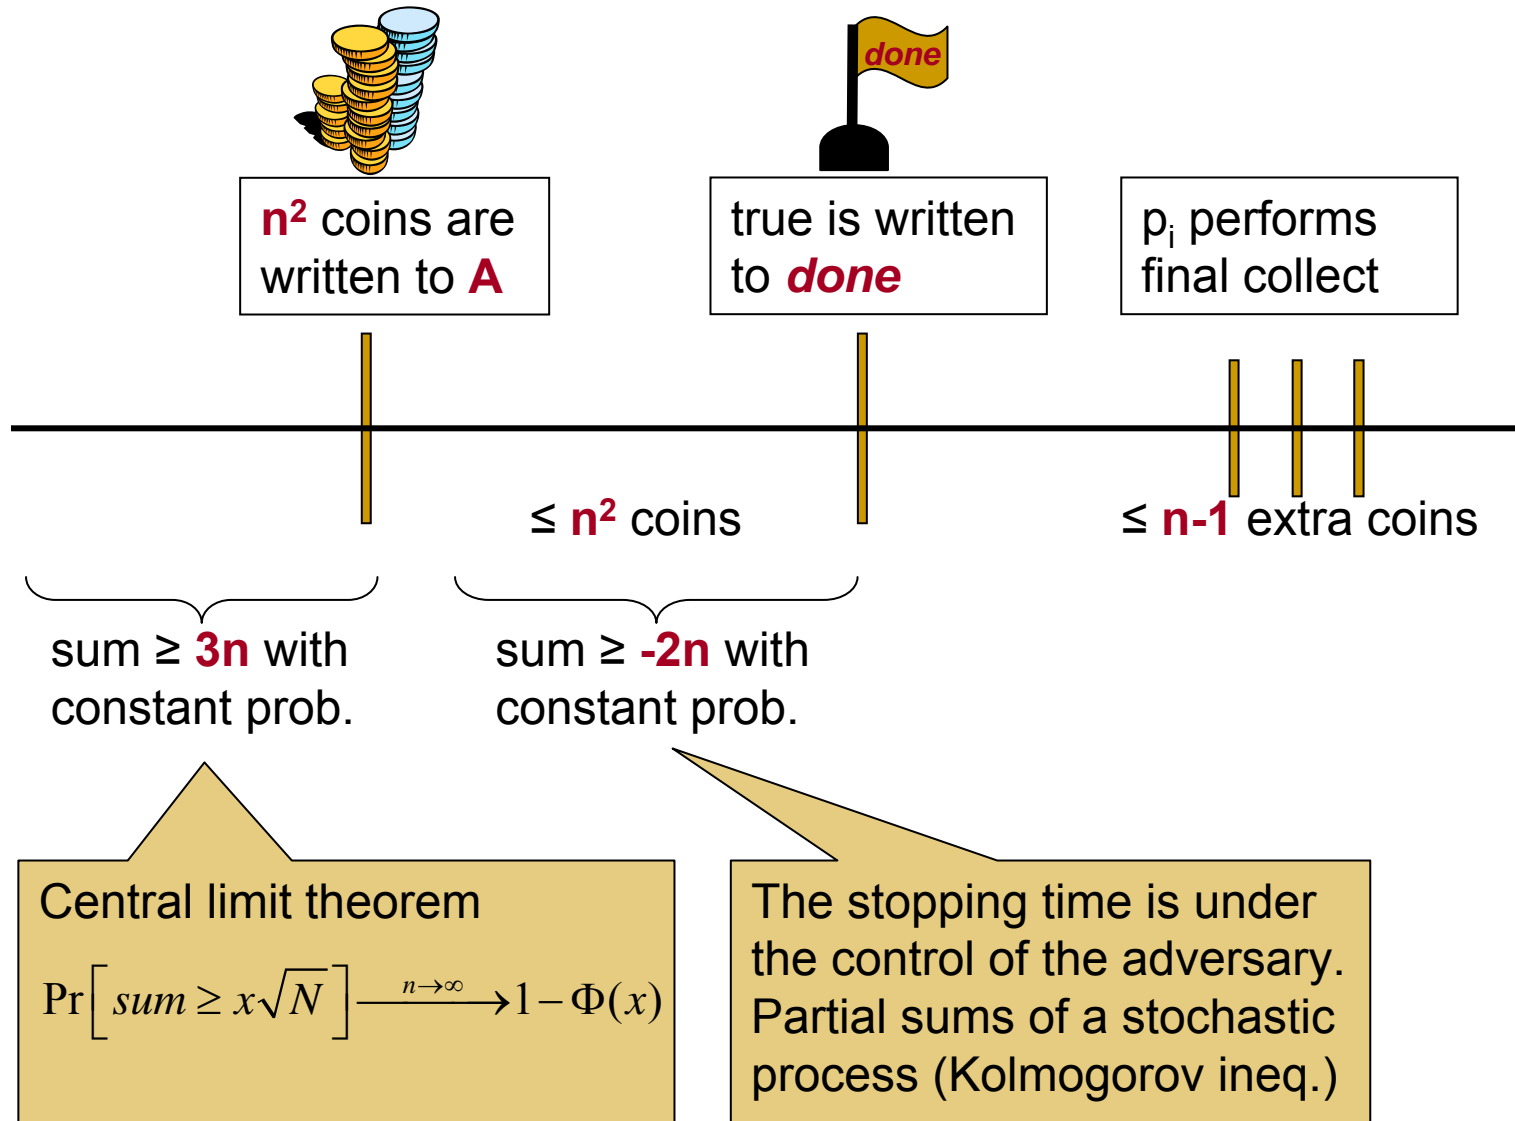 done
n² coins are
written to A
true is written
to done
pᵢ performs
final collect
≤ n² coins
≤ n-1 extra coins
sum ≥ 3n with
constant prob.
sum ≥ -2n with
constant prob.
Central limit theorem
Pr[ sum ≥ x√N ] —n→∞→ 1 − Φ(x)
The stopping time is under
the control of the adversary.
Partial sums of a stochastic
process (Kolmogorov ineq.)